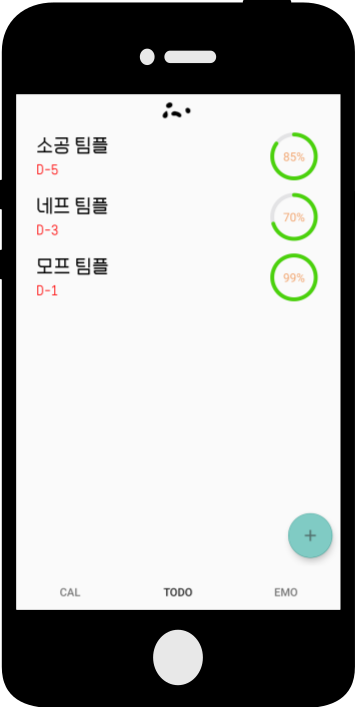 소공 팀플
D-5
85%
네프 팀플
D-3
70%
모프 팀플
D-1
99%
+
CAL TODO EMO